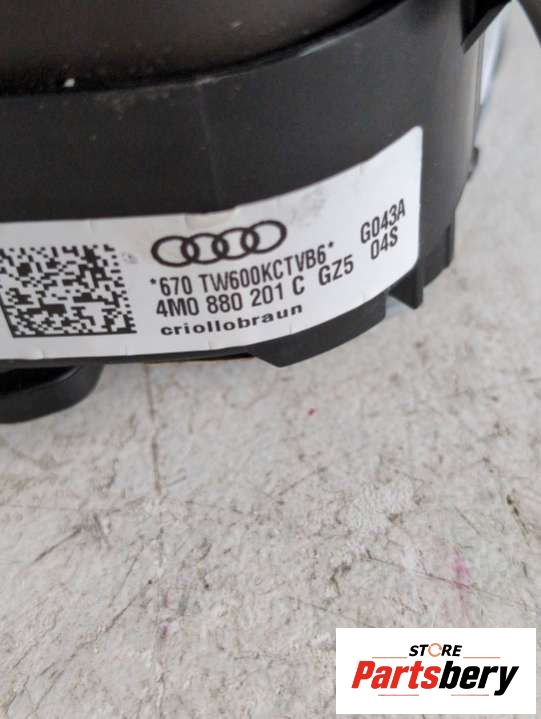 *670 TW600KCTVB6* G043A
4M0 880 201 C GZ5 04S
criollobraun
STORE
Partsbery